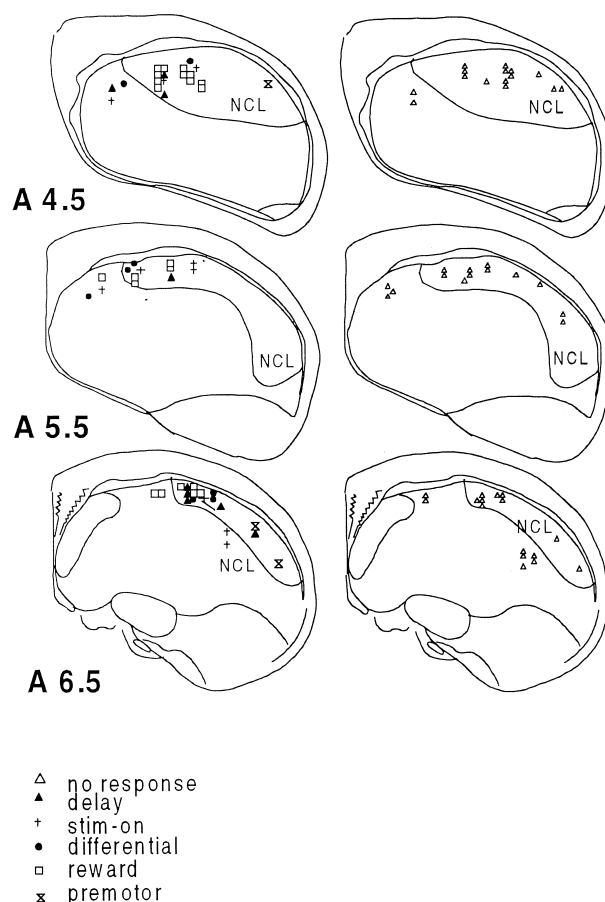 NCL
NCL
A 4.5
NCL
NCL
A 5.5
NCL
NCL
A 6.5
no response
delay
stim-on
differential
reward
premotor